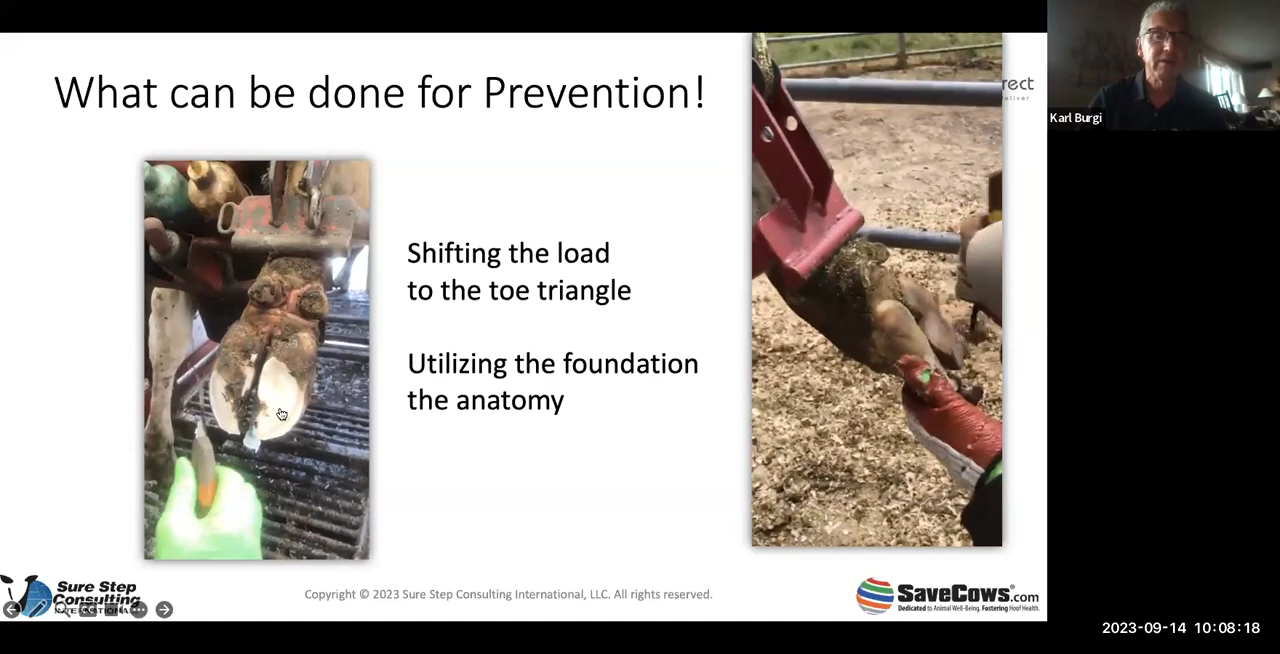 What can be done for Prevention!
rect
eliver
Karl Burgi
Shifting the load
to the toe triangle
Utilizing the foundation
the anatomy
Sure Step
Consulting
Copyright © 2023 Sure Step Consulting International, LLC. All rights reserved.
SaveCows.com
Dedicated to Animal Well-Being. Fostering Hoof Health.
2023-09-14 10:08:18